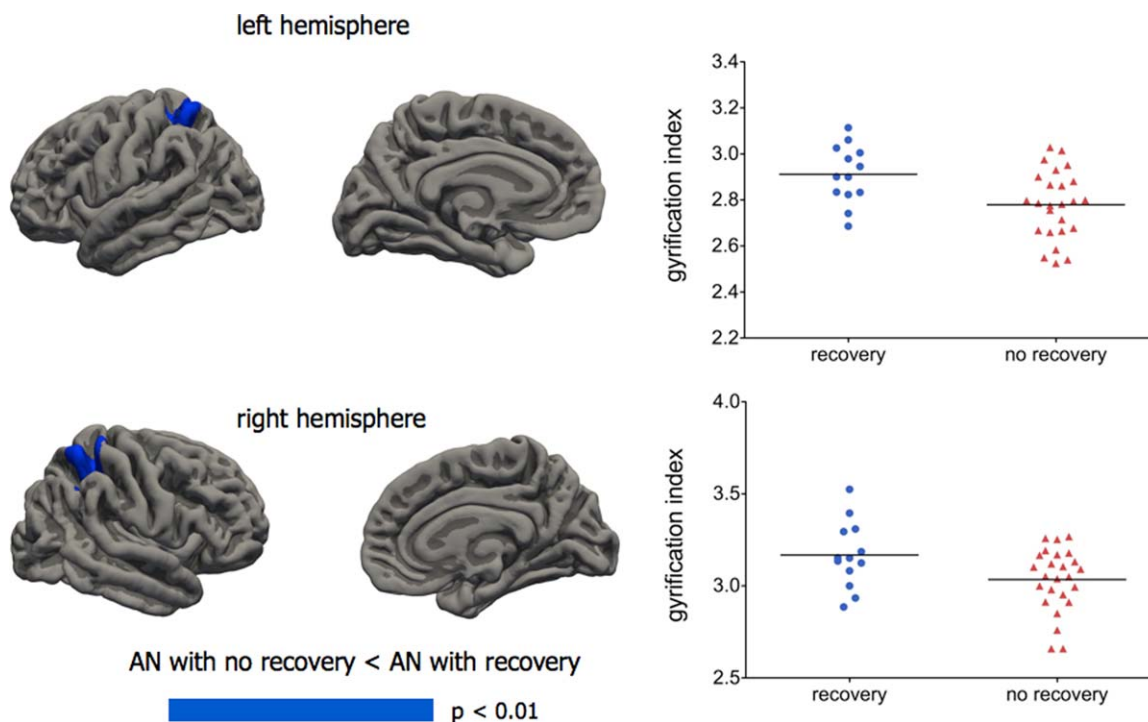 left hemisphere
3.4
3.2
3.0
2.8
2.6
2.4
2.2
gyrification index
recovery
no recovery
right hemisphere
4.0
3.5
3.0
2.5
gyrification index
recovery
no recovery
AN with no recovery < AN with recovery
p < 0.01